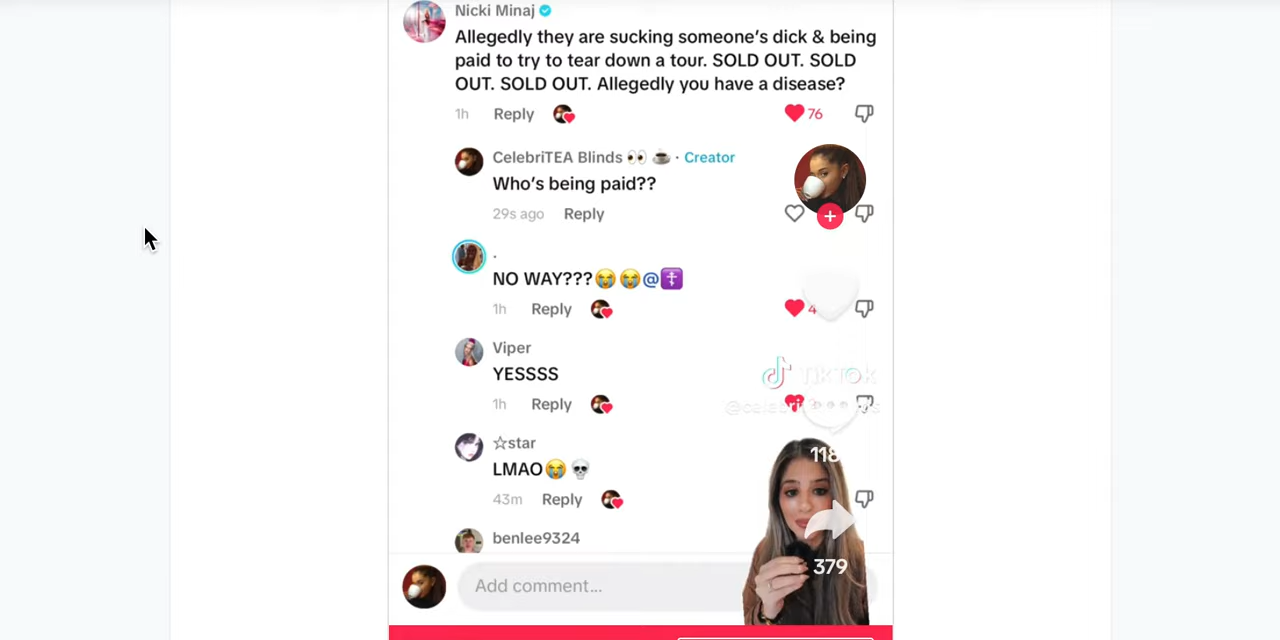 Nicki Minaj
Allegedly they are sucking someone’s dick & being
paid to try to tear down a tour. SOLD OUT. SOLD
OUT. SOLD OUT. Allegedly you have a disease?
1h Reply 76
CelebriTEA Blinds 👀 ☕ · Creator
Who’s being paid??
29s ago Reply
.
NO WAY???😭😭@☦️
1h Reply 4
Viper
YESSSS
1h Reply
TikTok
☆star
LMAO😭💀
118
43m Reply
benlee9324
379
Add comment...